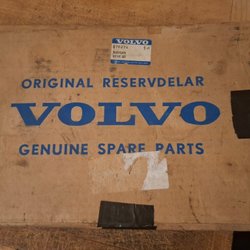 VOLVO
ORIGINAL RESERVDELAR
VOLVO
GENUINE SPARE PARTS